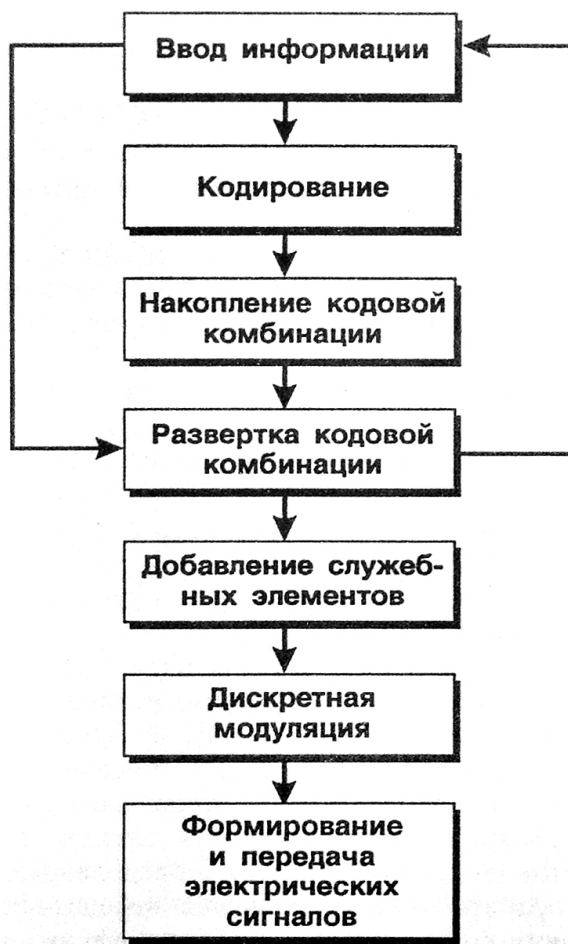 Ввод информации
Кодирование
Накопление кодовой
комбинации
Развертка кодовой
комбинации
Добавление служеб-
ных элементов
Дискретная
модуляция
Формирование
и передача
электрических
сигналов